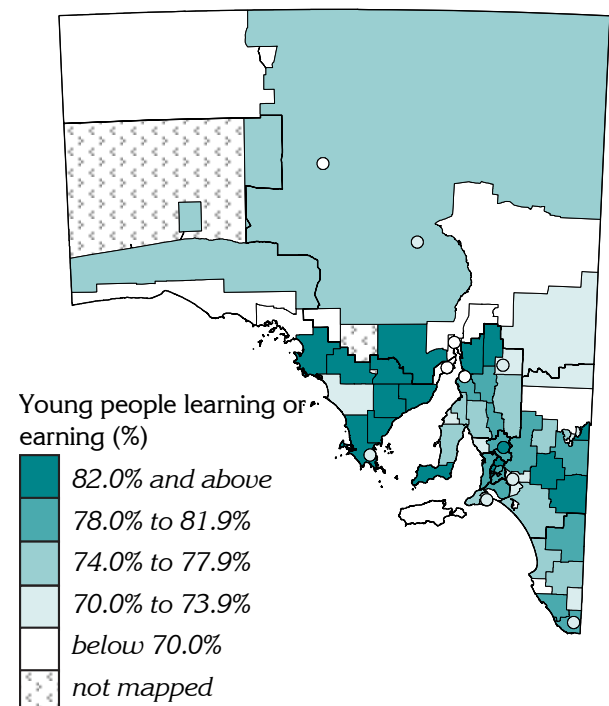 Young people learning or
earning (%)
82.0% and above
78.0% to 81.9%
74.0% to 77.9%
70.0% to 73.9%
below 70.0%
not mapped